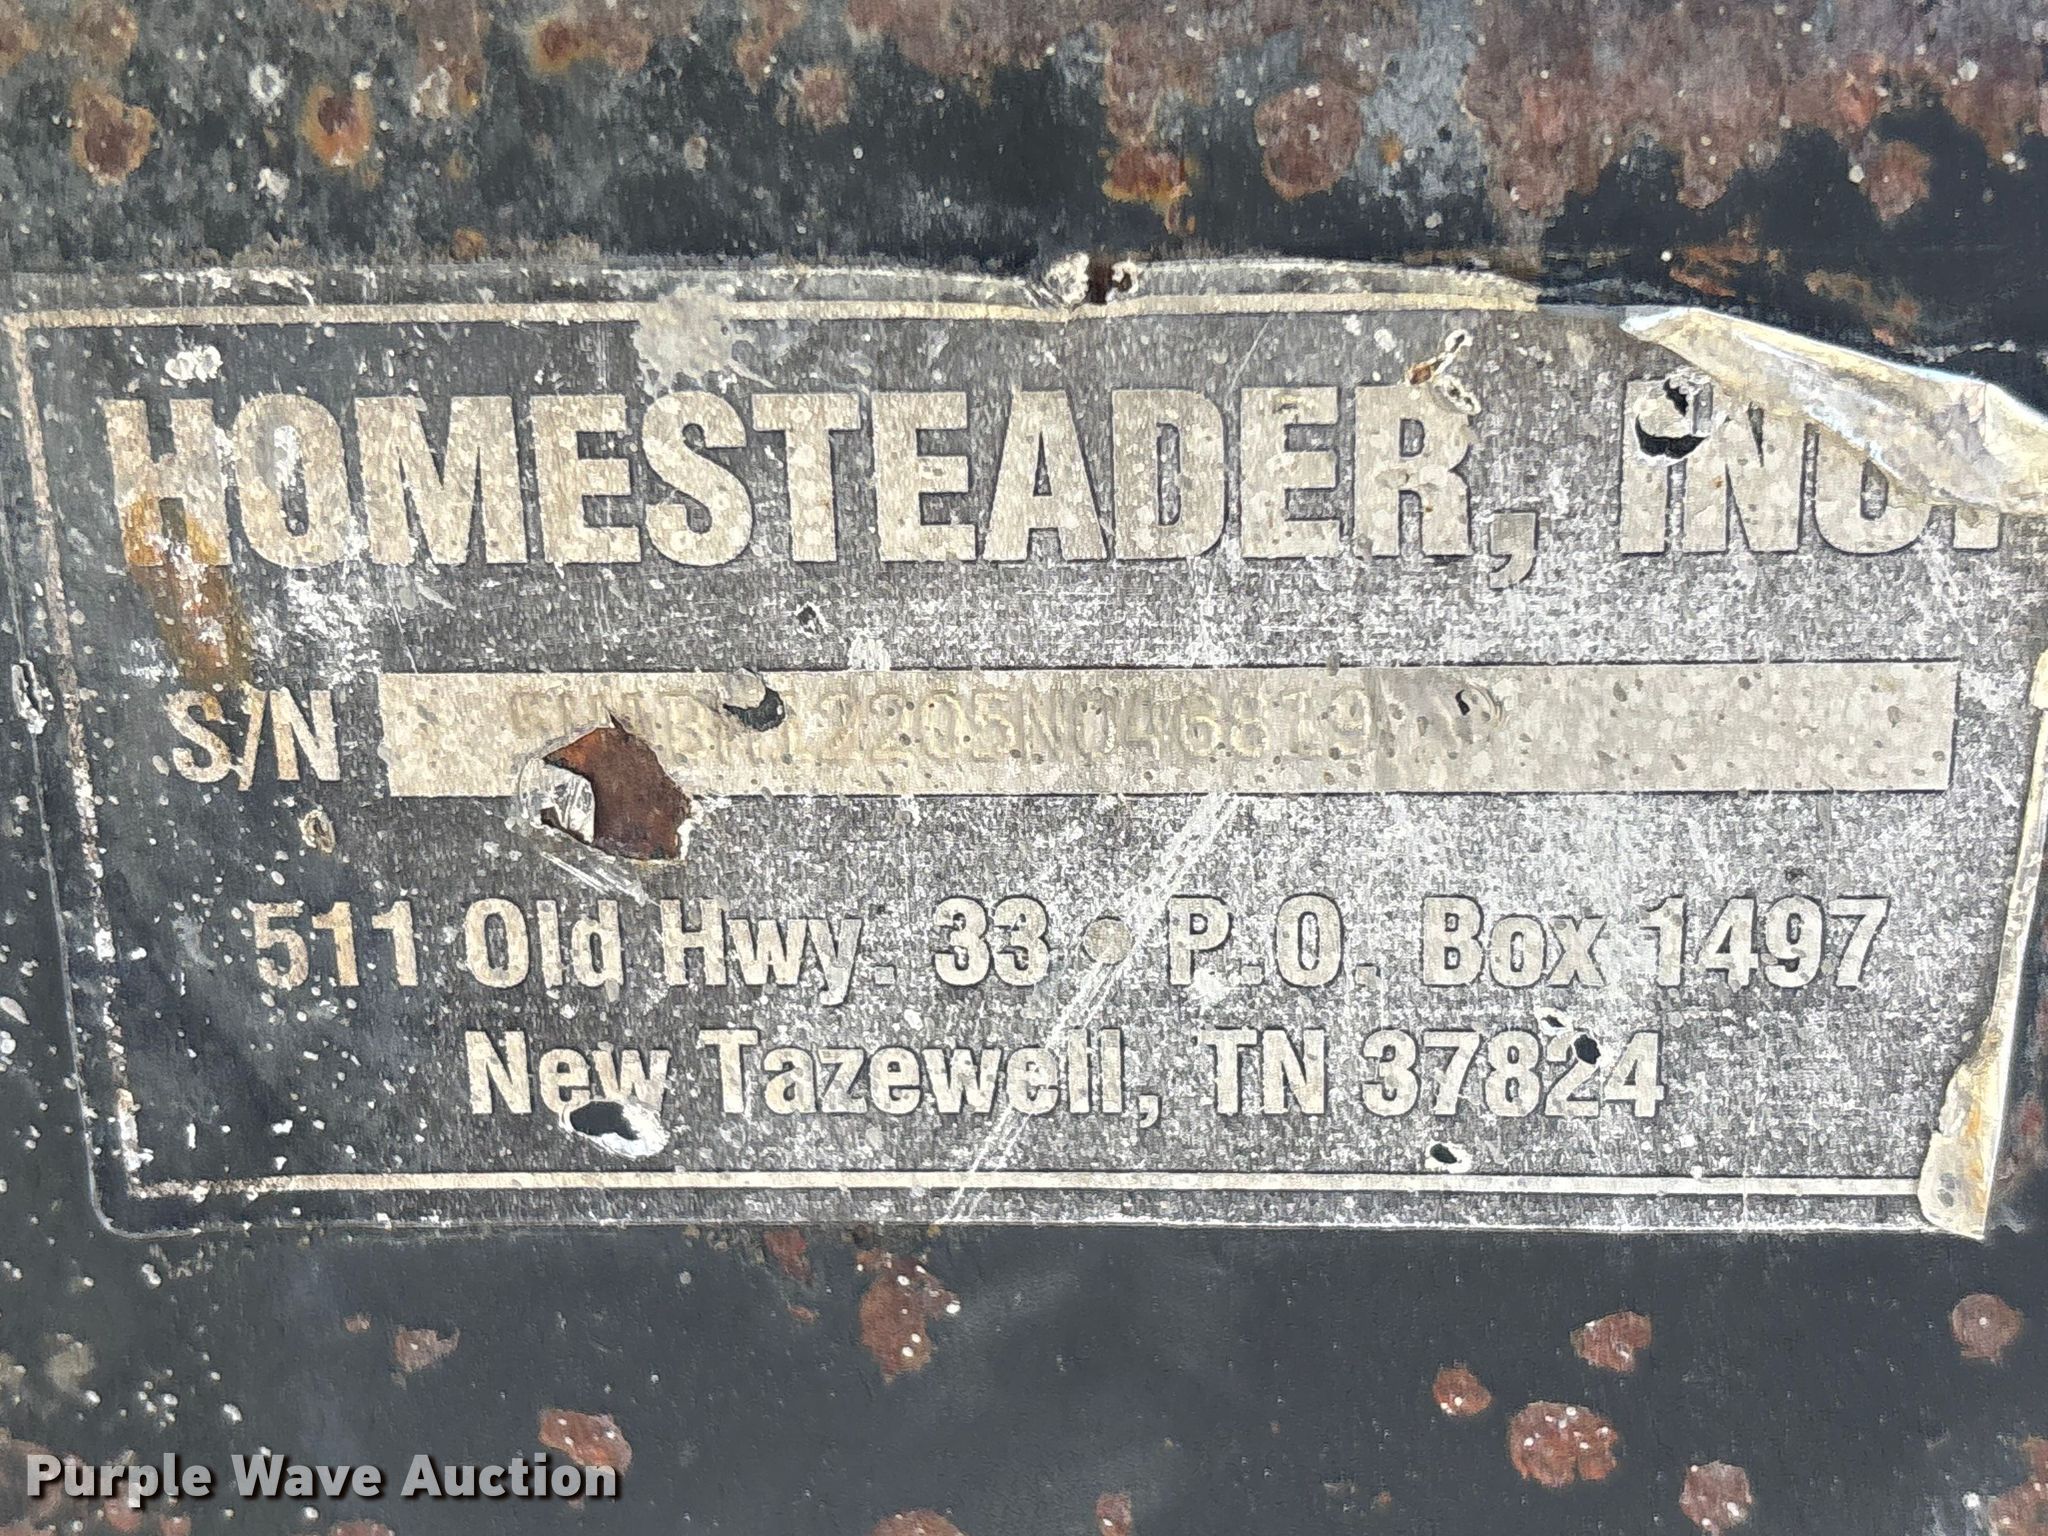 HOMESTEADER, INC.
S/N
511 Old Hwy. 33 • P.O. Box 1497
New Tazewell, TN 37824
Purple Wave Auction